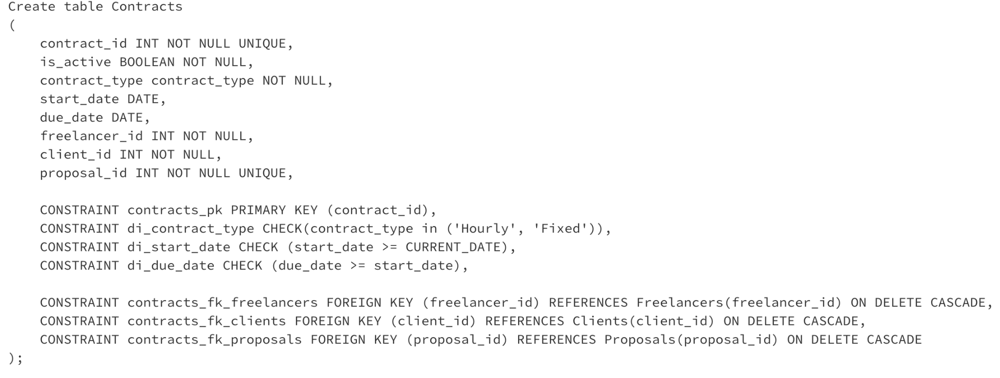 Create table Contracts
(
    contract_id INT NOT NULL UNIQUE,
    is_active BOOLEAN NOT NULL,
    contract_type contract_type NOT NULL,
    start_date DATE,
    due_date DATE,
    freelancer_id INT NOT NULL,
    client_id INT NOT NULL,
    proposal_id INT NOT NULL UNIQUE,

    CONSTRAINT contracts_pk PRIMARY KEY (contract_id),
    CONSTRAINT di_contract_type CHECK(contract_type in ('Hourly', 'Fixed')),
    CONSTRAINT di_start_date CHECK (start_date >= CURRENT_DATE),
    CONSTRAINT di_due_date CHECK (due_date >= start_date),

    CONSTRAINT contracts_fk_freelancers FOREIGN KEY (freelancer_id) REFERENCES Freelancers(freelancer_id) ON DELETE CASCADE,
    CONSTRAINT contracts_fk_clients FOREIGN KEY (client_id) REFERENCES Clients(client_id) ON DELETE CASCADE,
    CONSTRAINT contracts_fk_proposals FOREIGN KEY (proposal_id) REFERENCES Proposals(proposal_id) ON DELETE CASCADE
);